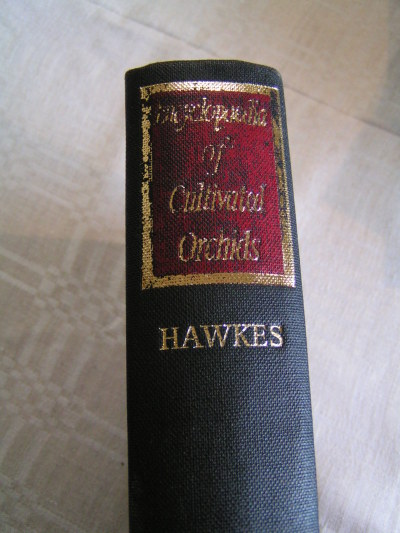 Encyclopaedia
of
Cultivated
Orchids
HAWKES